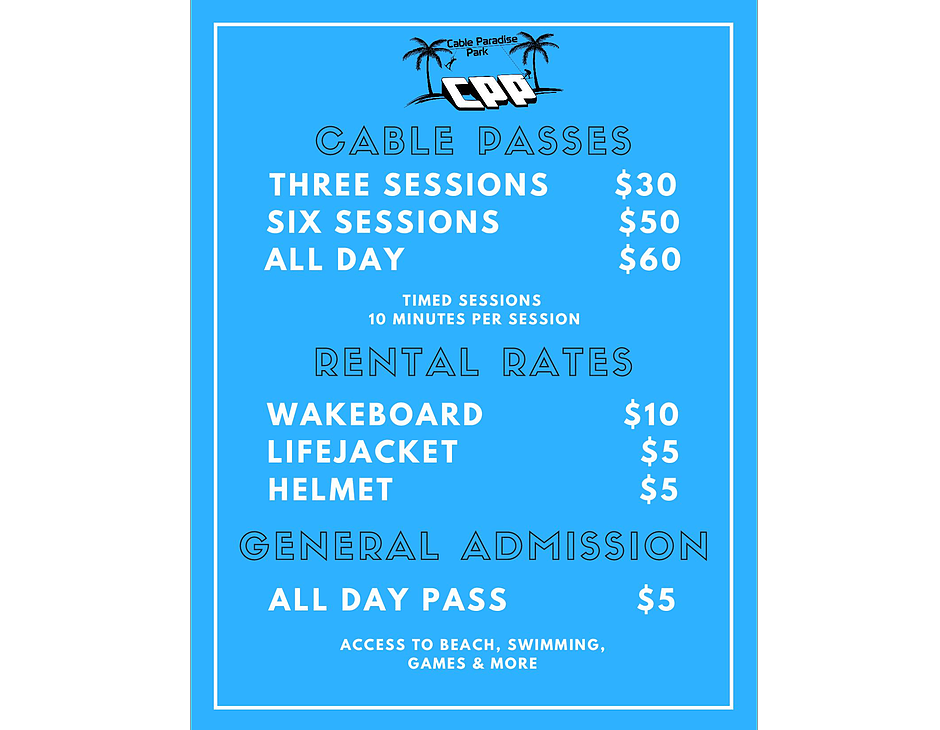 Cable Paradise
Park
CPP
CABLE PASSES
THREE SESSIONS $30
SIX SESSIONS $50
ALL DAY $60
TIMED SESSIONS
10 MINUTES PER SESSION
RENTAL RATES
WAKEBOARD $10
LIFEJACKET $5
HELMET $5
GENERAL ADMISSION
ALL DAY PASS $5
ACCESS TO BEACH, SWIMMING,
GAMES & MORE